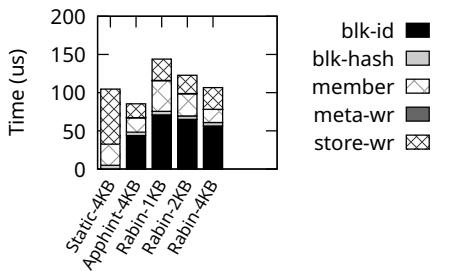 200
150
100
50
0
Time (us)
Static-4KB
Apphint-4KB
Rabin-1KB
Rabin-2KB
Rabin-4KB
blk-id
blk-hash
member
meta-wr
store-wr